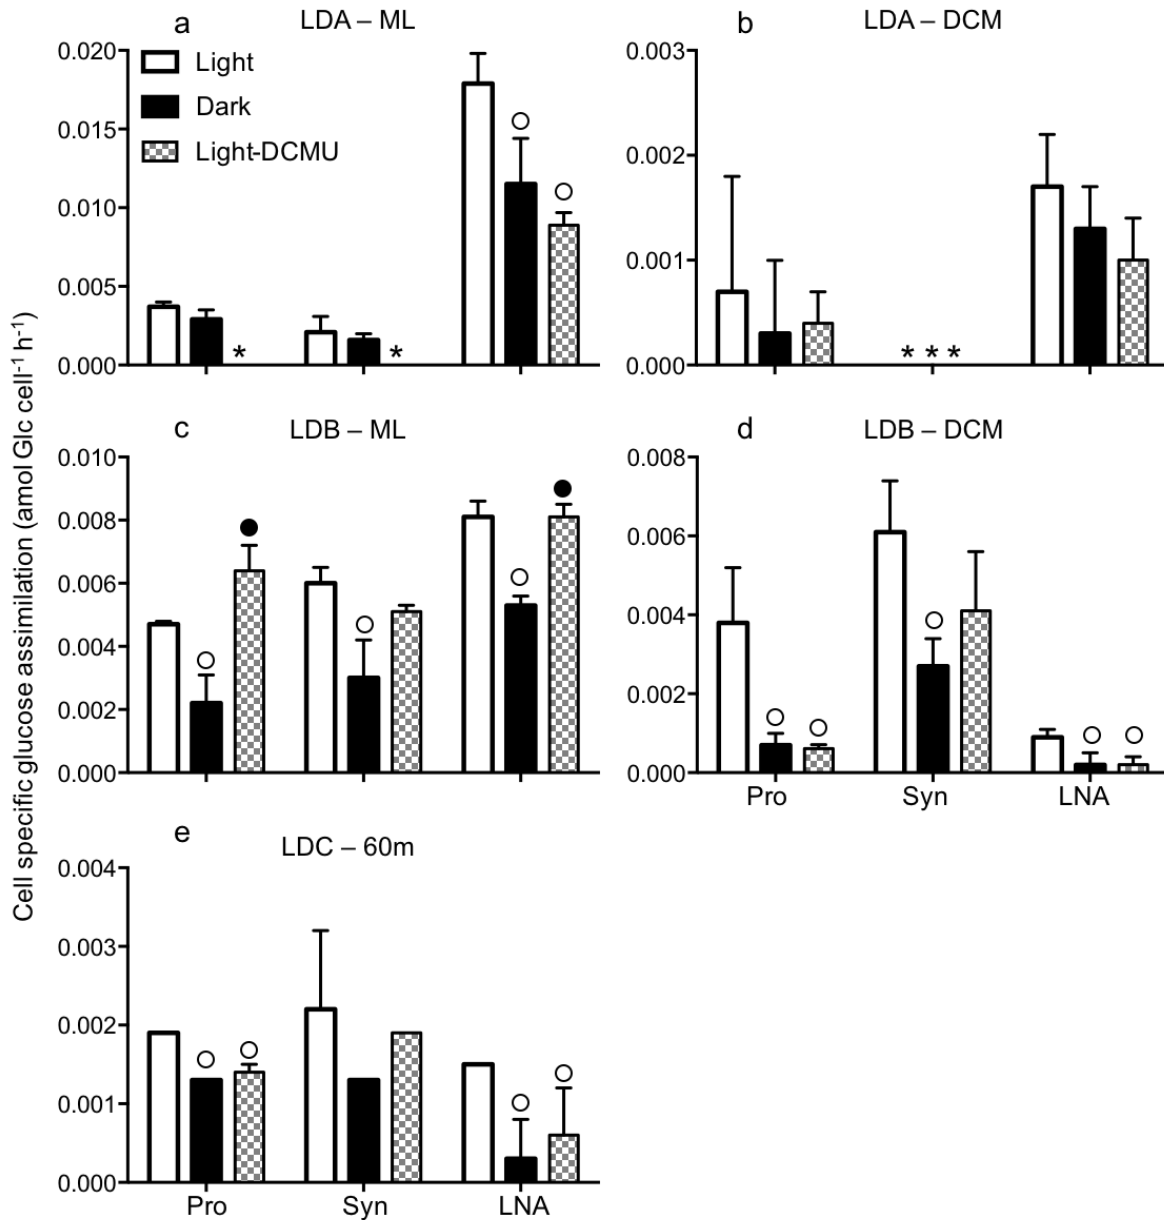 a LDA – ML
0.020
0.015
0.010
0.005
0.000
Light
Dark
Light-DCMU
* *
b LDA – DCM
0.003
0.002
0.001
0.000
* * *
Cell specific glucose assimilation (amol Glc cell⁻¹ h⁻¹)
c LDB – ML
0.010
0.008
0.006
0.004
0.002
0.000
d LDB – DCM
0.008
0.006
0.004
0.002
0.000
Pro Syn LNA
e LDC – 60m
0.004
0.003
0.002
0.001
0.000
Pro Syn LNA